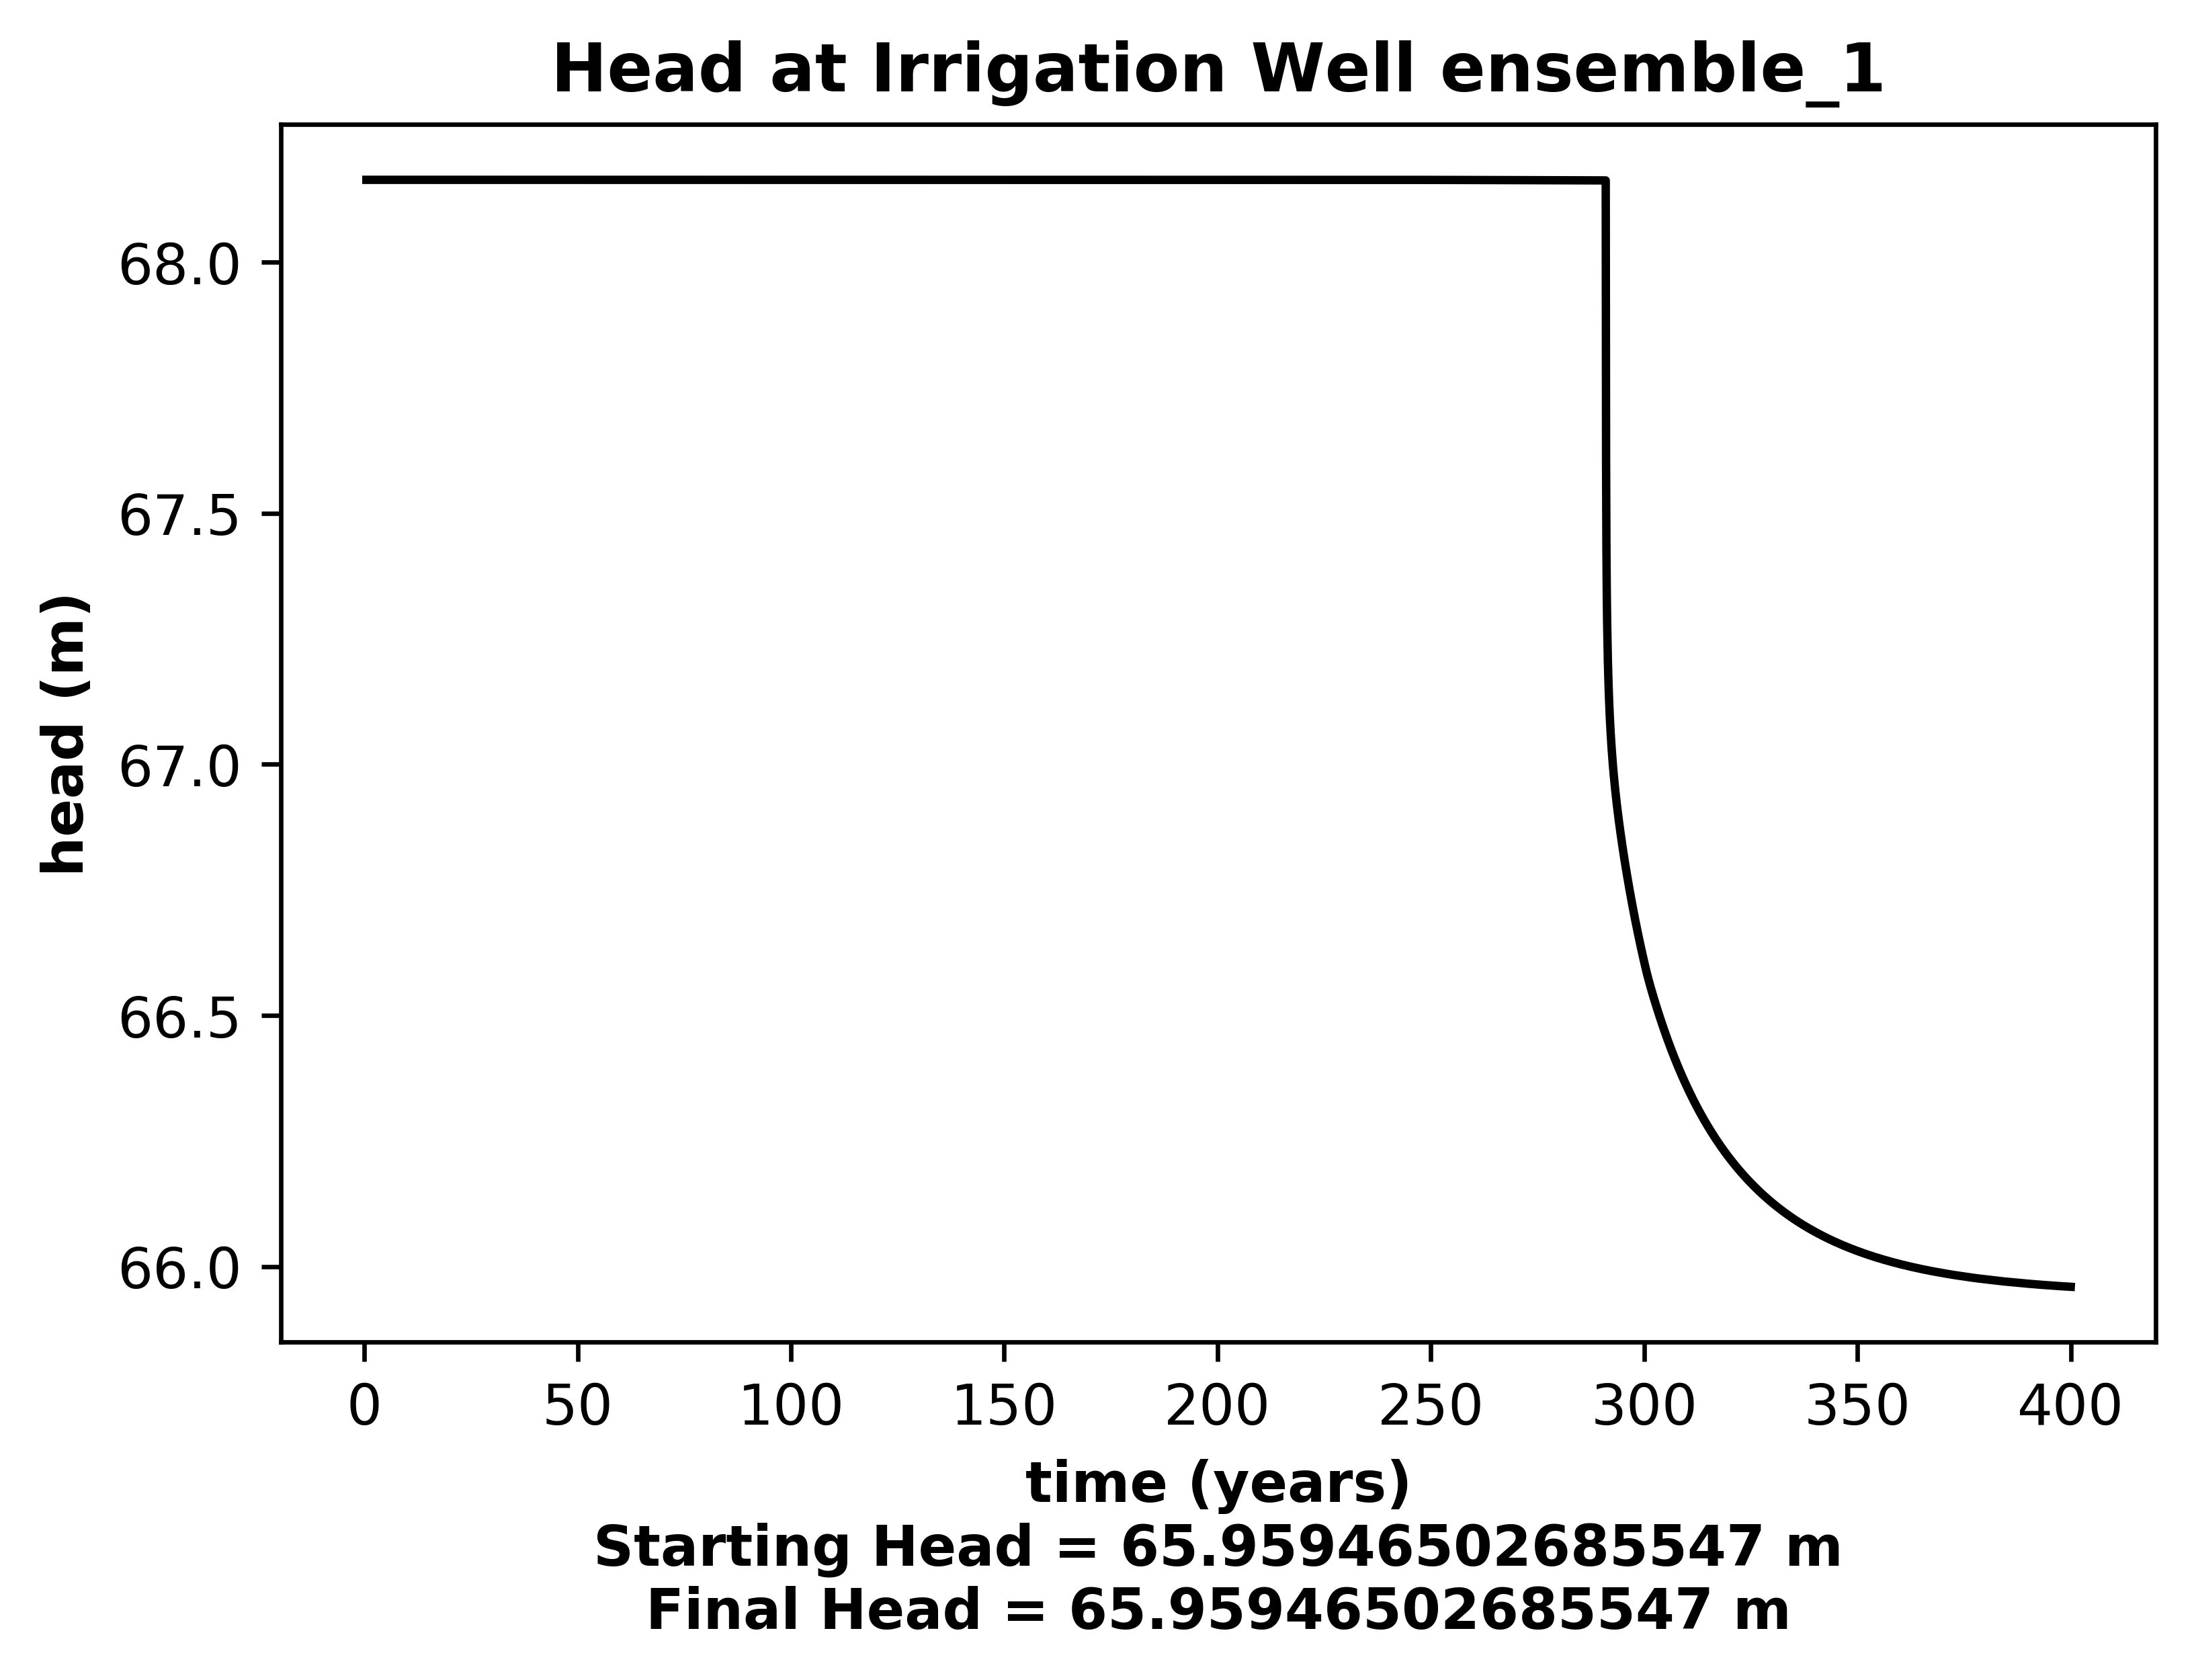 Head at Irrigation Well ensemble_1
head (m)
68.0
67.5
67.0
66.5
66.0
0 50 100 150 200 250 300 350 400
time (years)
Starting Head = 65.95946502685547 m
Final Head = 65.95946502685547 m